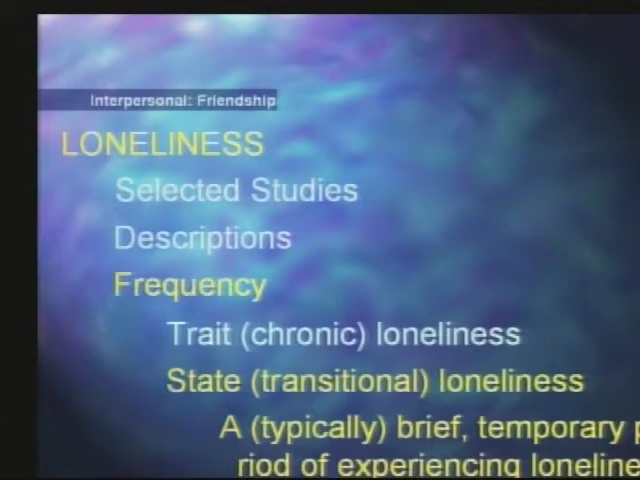 Interpersonal: Friendship
LONELINESS
Selected Studies
Descriptions
Frequency
Trait (chronic) loneliness
State (transitional) loneliness
A (typically) brief, temporary p
riod of experiencing loneline